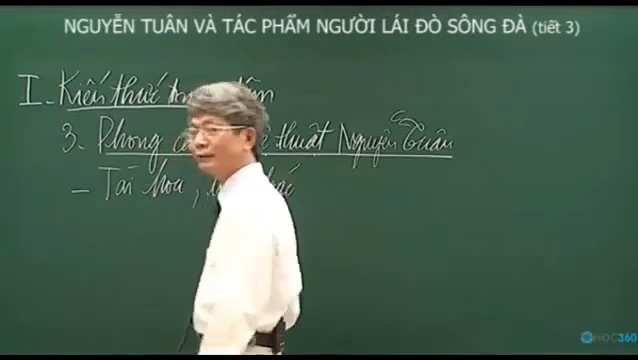 NGUYỄN TUÂN VÀ TÁC PHẨM NGƯỜI LÁI ĐÒ SÔNG ĐÀ (tiết 3)
I- Kiến thức
3- Phong thuật Nguyễn Tuân
- Tài hoa,
HOC360